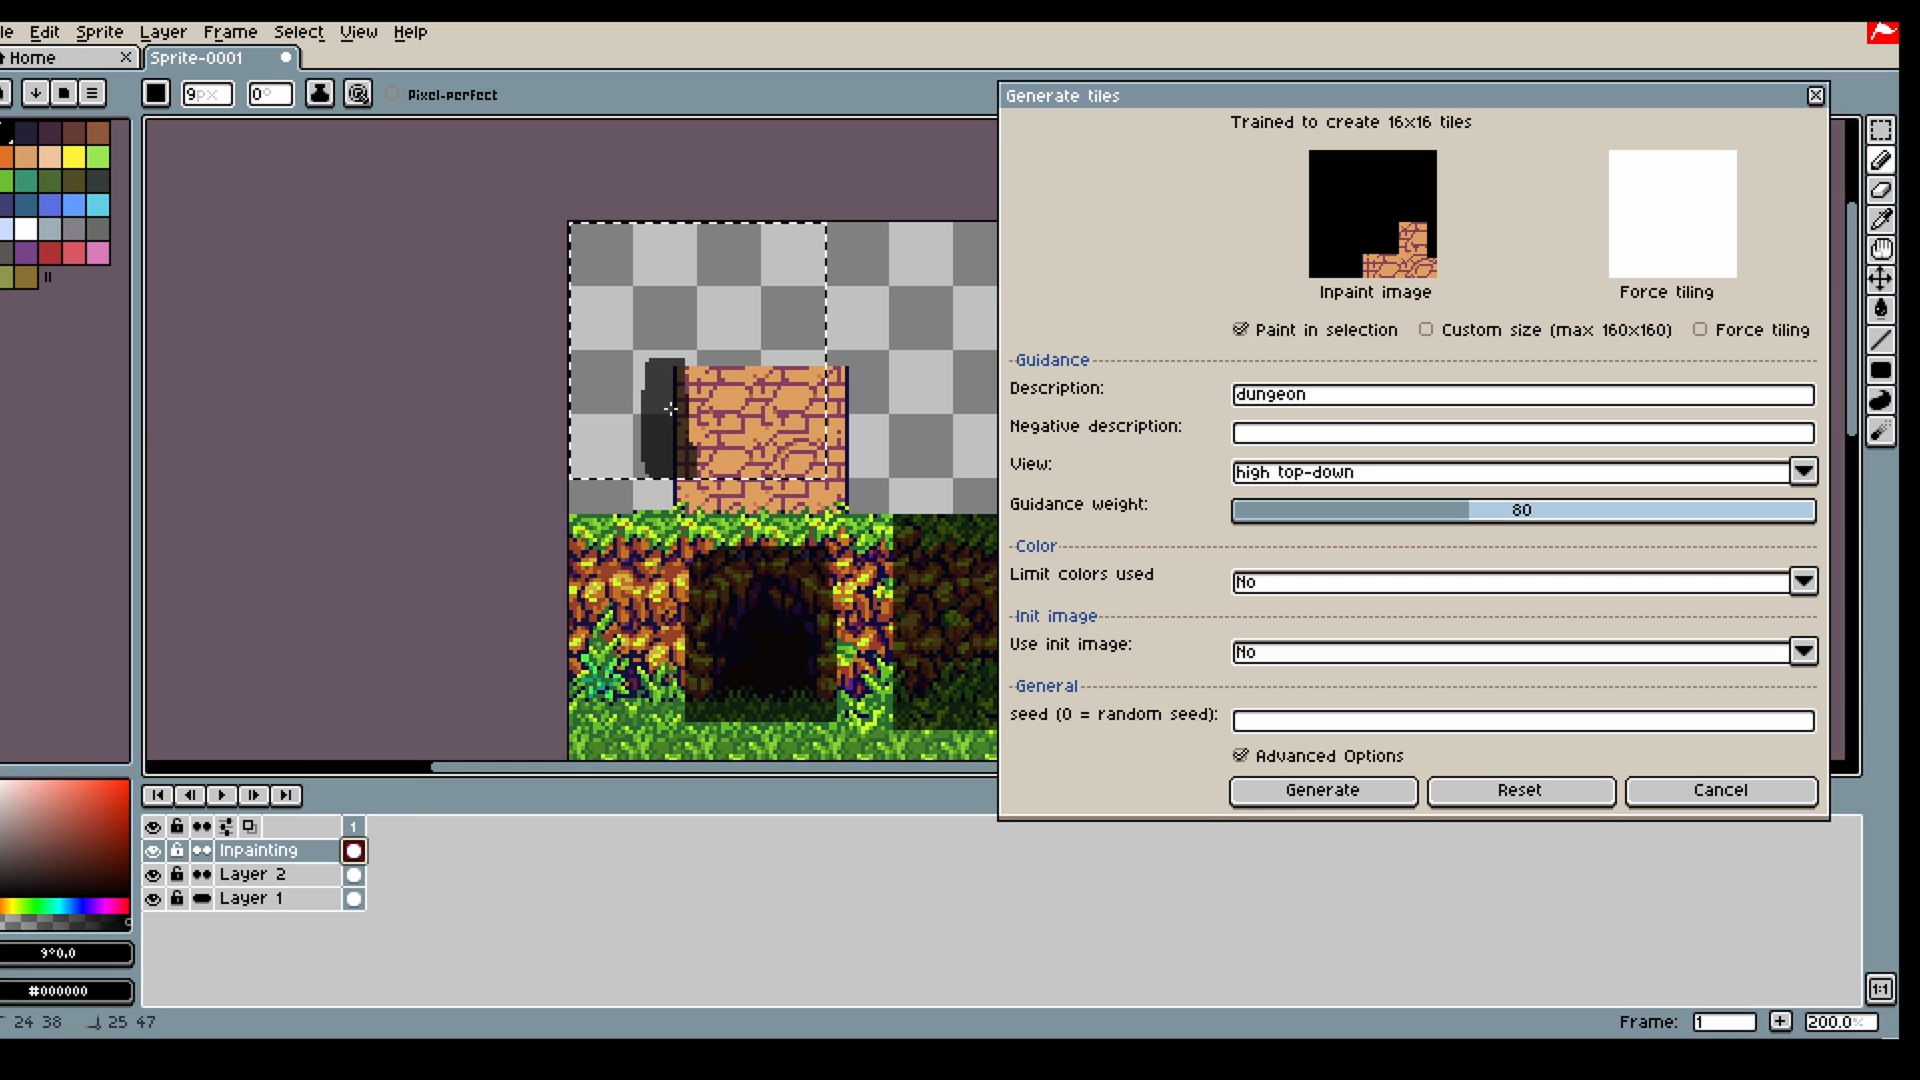 le Edit Sprite Layer Frame Select View Help
Home
Sprite-0001
9px
0°
Pixel-perfect
Generate tiles
Trained to create 16x16 tiles
Inpaint image
Force tiling
Paint in selection
Custom size (max 160x160)
Force tiling
Guidance
Description:
dungeon
Negative description:
View:
high top-down
Guidance weight:
80
Color
Limit colors used
No
Init image
Use init image:
No
General
seed (0 = random seed):
Advanced Options
Generate
Reset
Cancel
1
Inpainting
Layer 2
Layer 1
#000000
24 38
25 47
1:1
Frame:
1
200.0